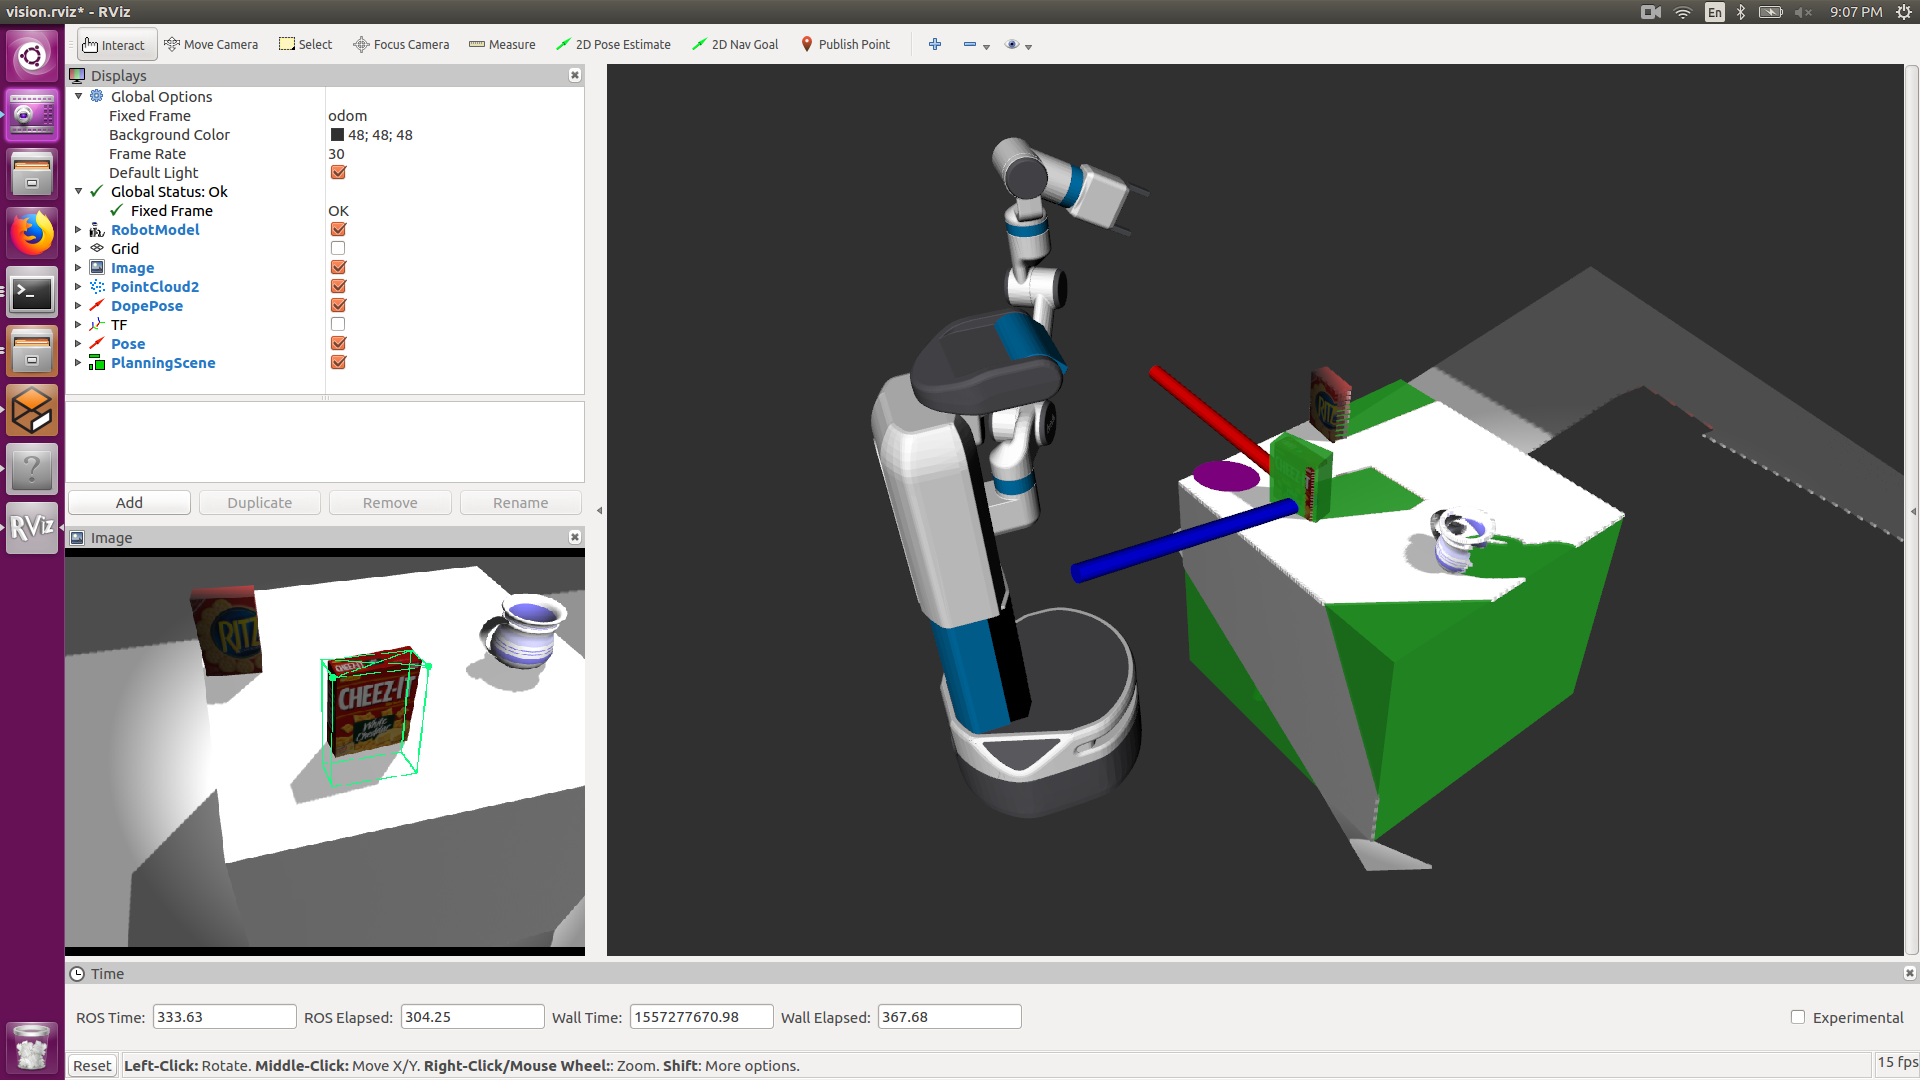 vision.rviz* - RViz
En
9:07 PM
Interact
Move Camera
Select
Focus Camera
Measure
2D Pose Estimate
2D Nav Goal
Publish Point
Displays
Global Options
Fixed Frame odom
Background Color 48; 48; 48
Frame Rate 30
Default Light
Global Status: Ok
Fixed Frame OK
RobotModel
Grid
Image
PointCloud2
DopePose
TF
Pose
PlanningScene
Add Duplicate Remove Rename
RViz
Image
RITZ
CHEEZ-IT
CHEEZ-IT
White
Cheddar
Time
ROS Time: 333.63 ROS Elapsed: 304.25 Wall Time: 1557277670.98 Wall Elapsed: 367.68 Experimental
Reset Left-Click: Rotate. Middle-Click: Move X/Y. Right-Click/Mouse Wheel:: Zoom. Shift: More options. 15 fps